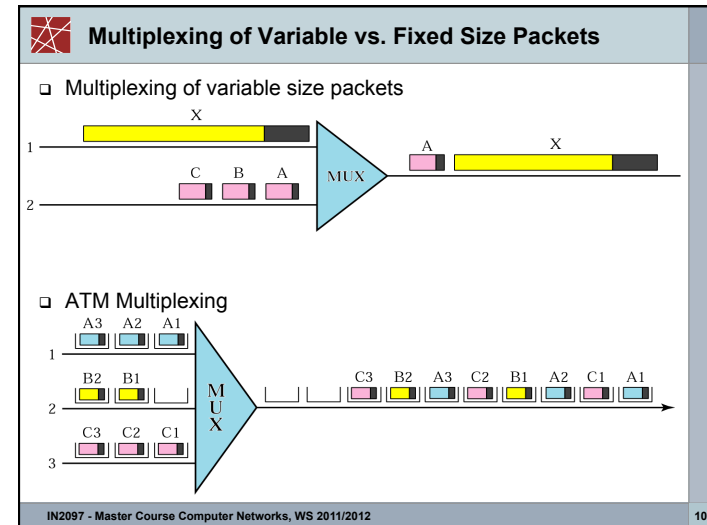 Multiplexing of Variable vs. Fixed Size Packets
Multiplexing of variable size packets
X
1
C B A
2
MUX
A X
ATM Multiplexing
A3 A2 A1
1
B2 B1
2
C3 C2 C1
3
M
U
X
C3 B2 A3 C2 B1 A2 C1 A1
IN2097 - Master Course Computer Networks, WS 2011/2012 10